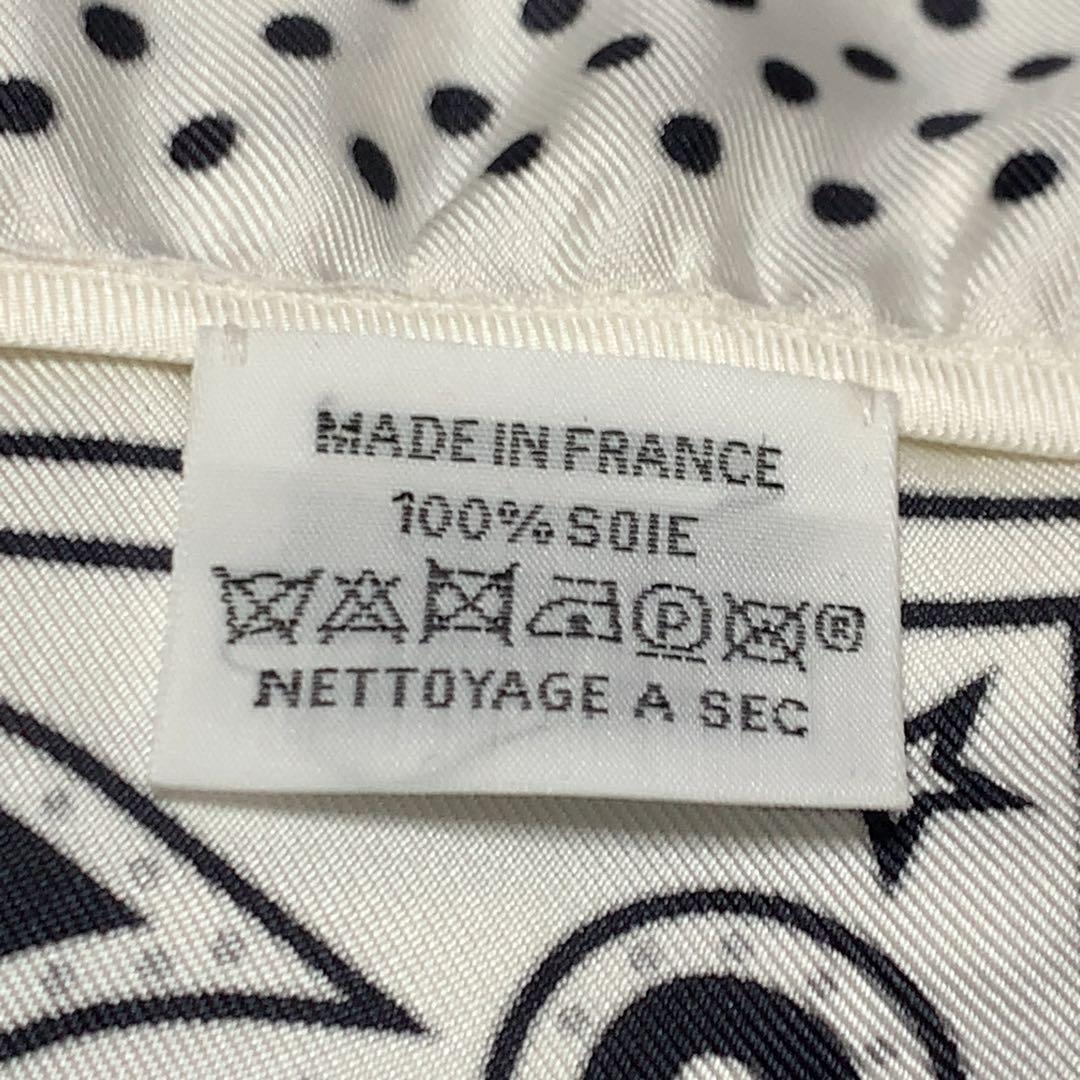 MADE IN FRANCE
100% SOIE
P ®
NETTOYAGE A SEC